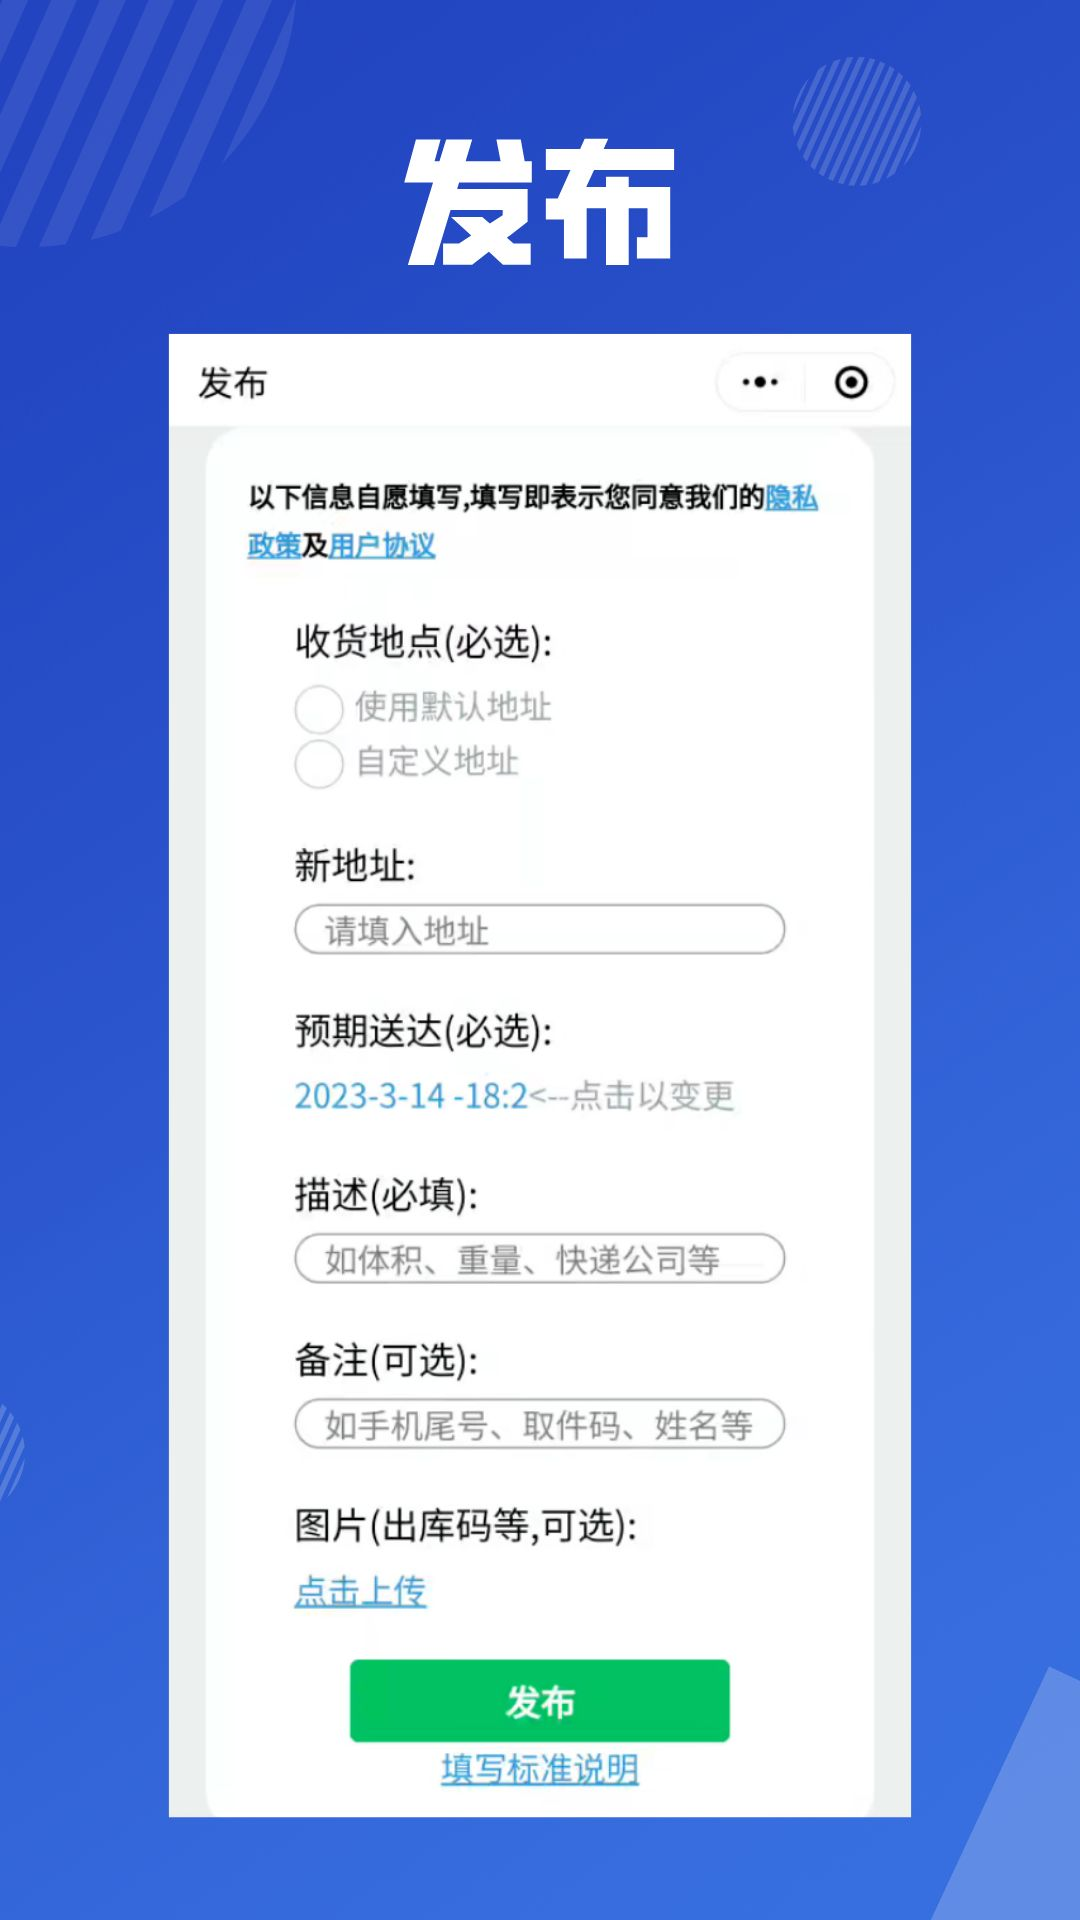 发布
发布
以下信息自愿填写,填写即表示您同意我们的隐私
政策及用户协议
收货地点(必选):
使用默认地址
自定义地址
新地址:
请填入地址
预期送达(必选):
2023-3-14 -18:2<--点击以变更
描述(必填):
如体积、重量、快递公司等
备注(可选):
如手机尾号、取件码、姓名等
图片(出库码等,可选):
点击上传
发布
填写标准说明